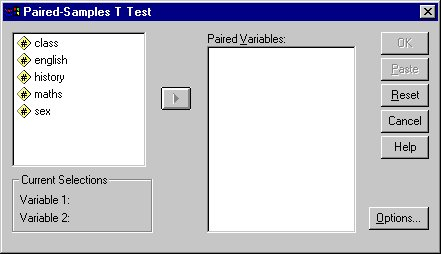 Paired-Samples T Test
class
english
history
maths
sex
Current Selections
Variable 1:
Variable 2:
Paired Variables:
OK
Paste
Reset
Cancel
Help
Options...